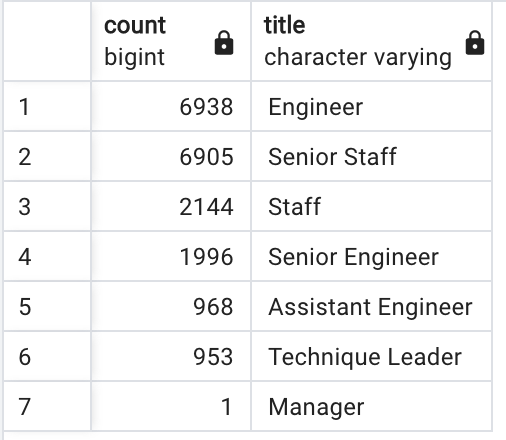 count title
bigint character varying
1 6938 Engineer
2 6905 Senior Staff
3 2144 Staff
4 1996 Senior Engineer
5 968 Assistant Engineer
6 953 Technique Leader
7 1 Manager